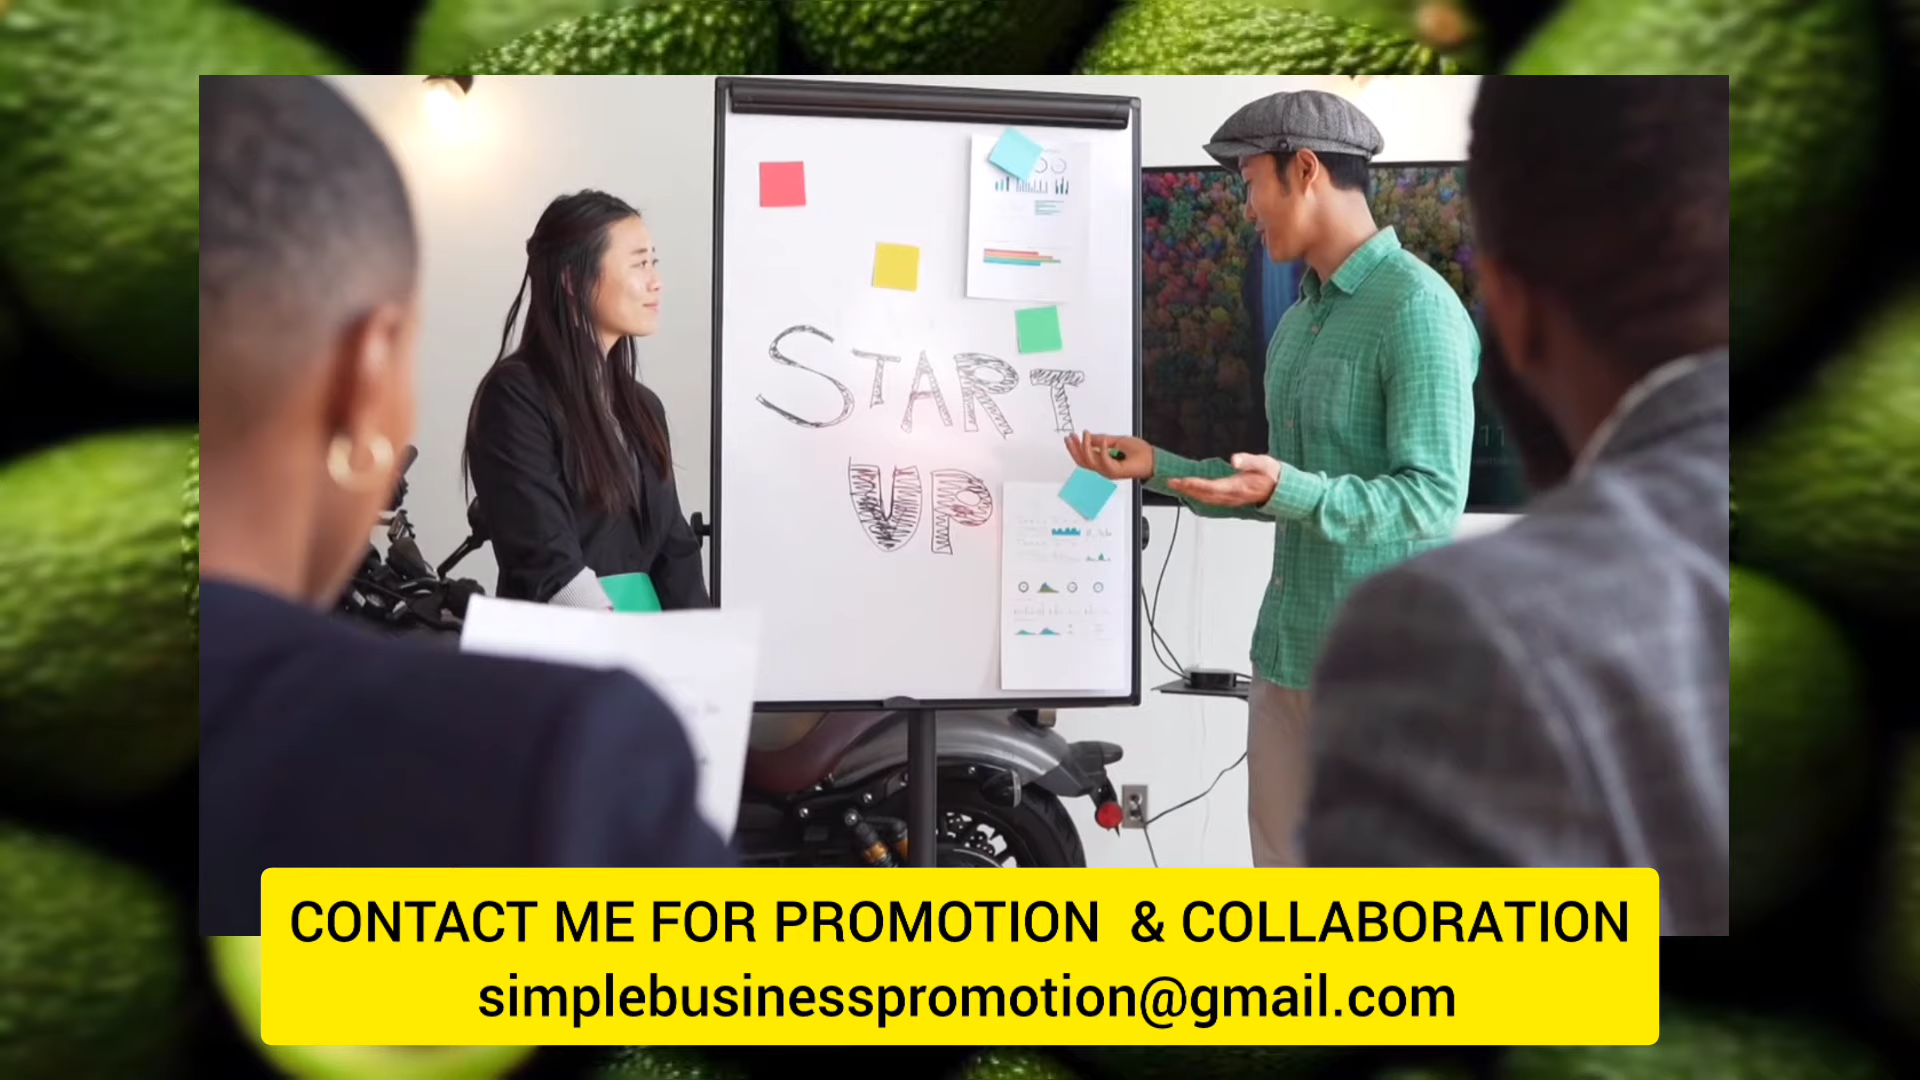 START
UP
CONTACT ME FOR PROMOTION & COLLABORATION
simplebusinesspromotion@gmail.com